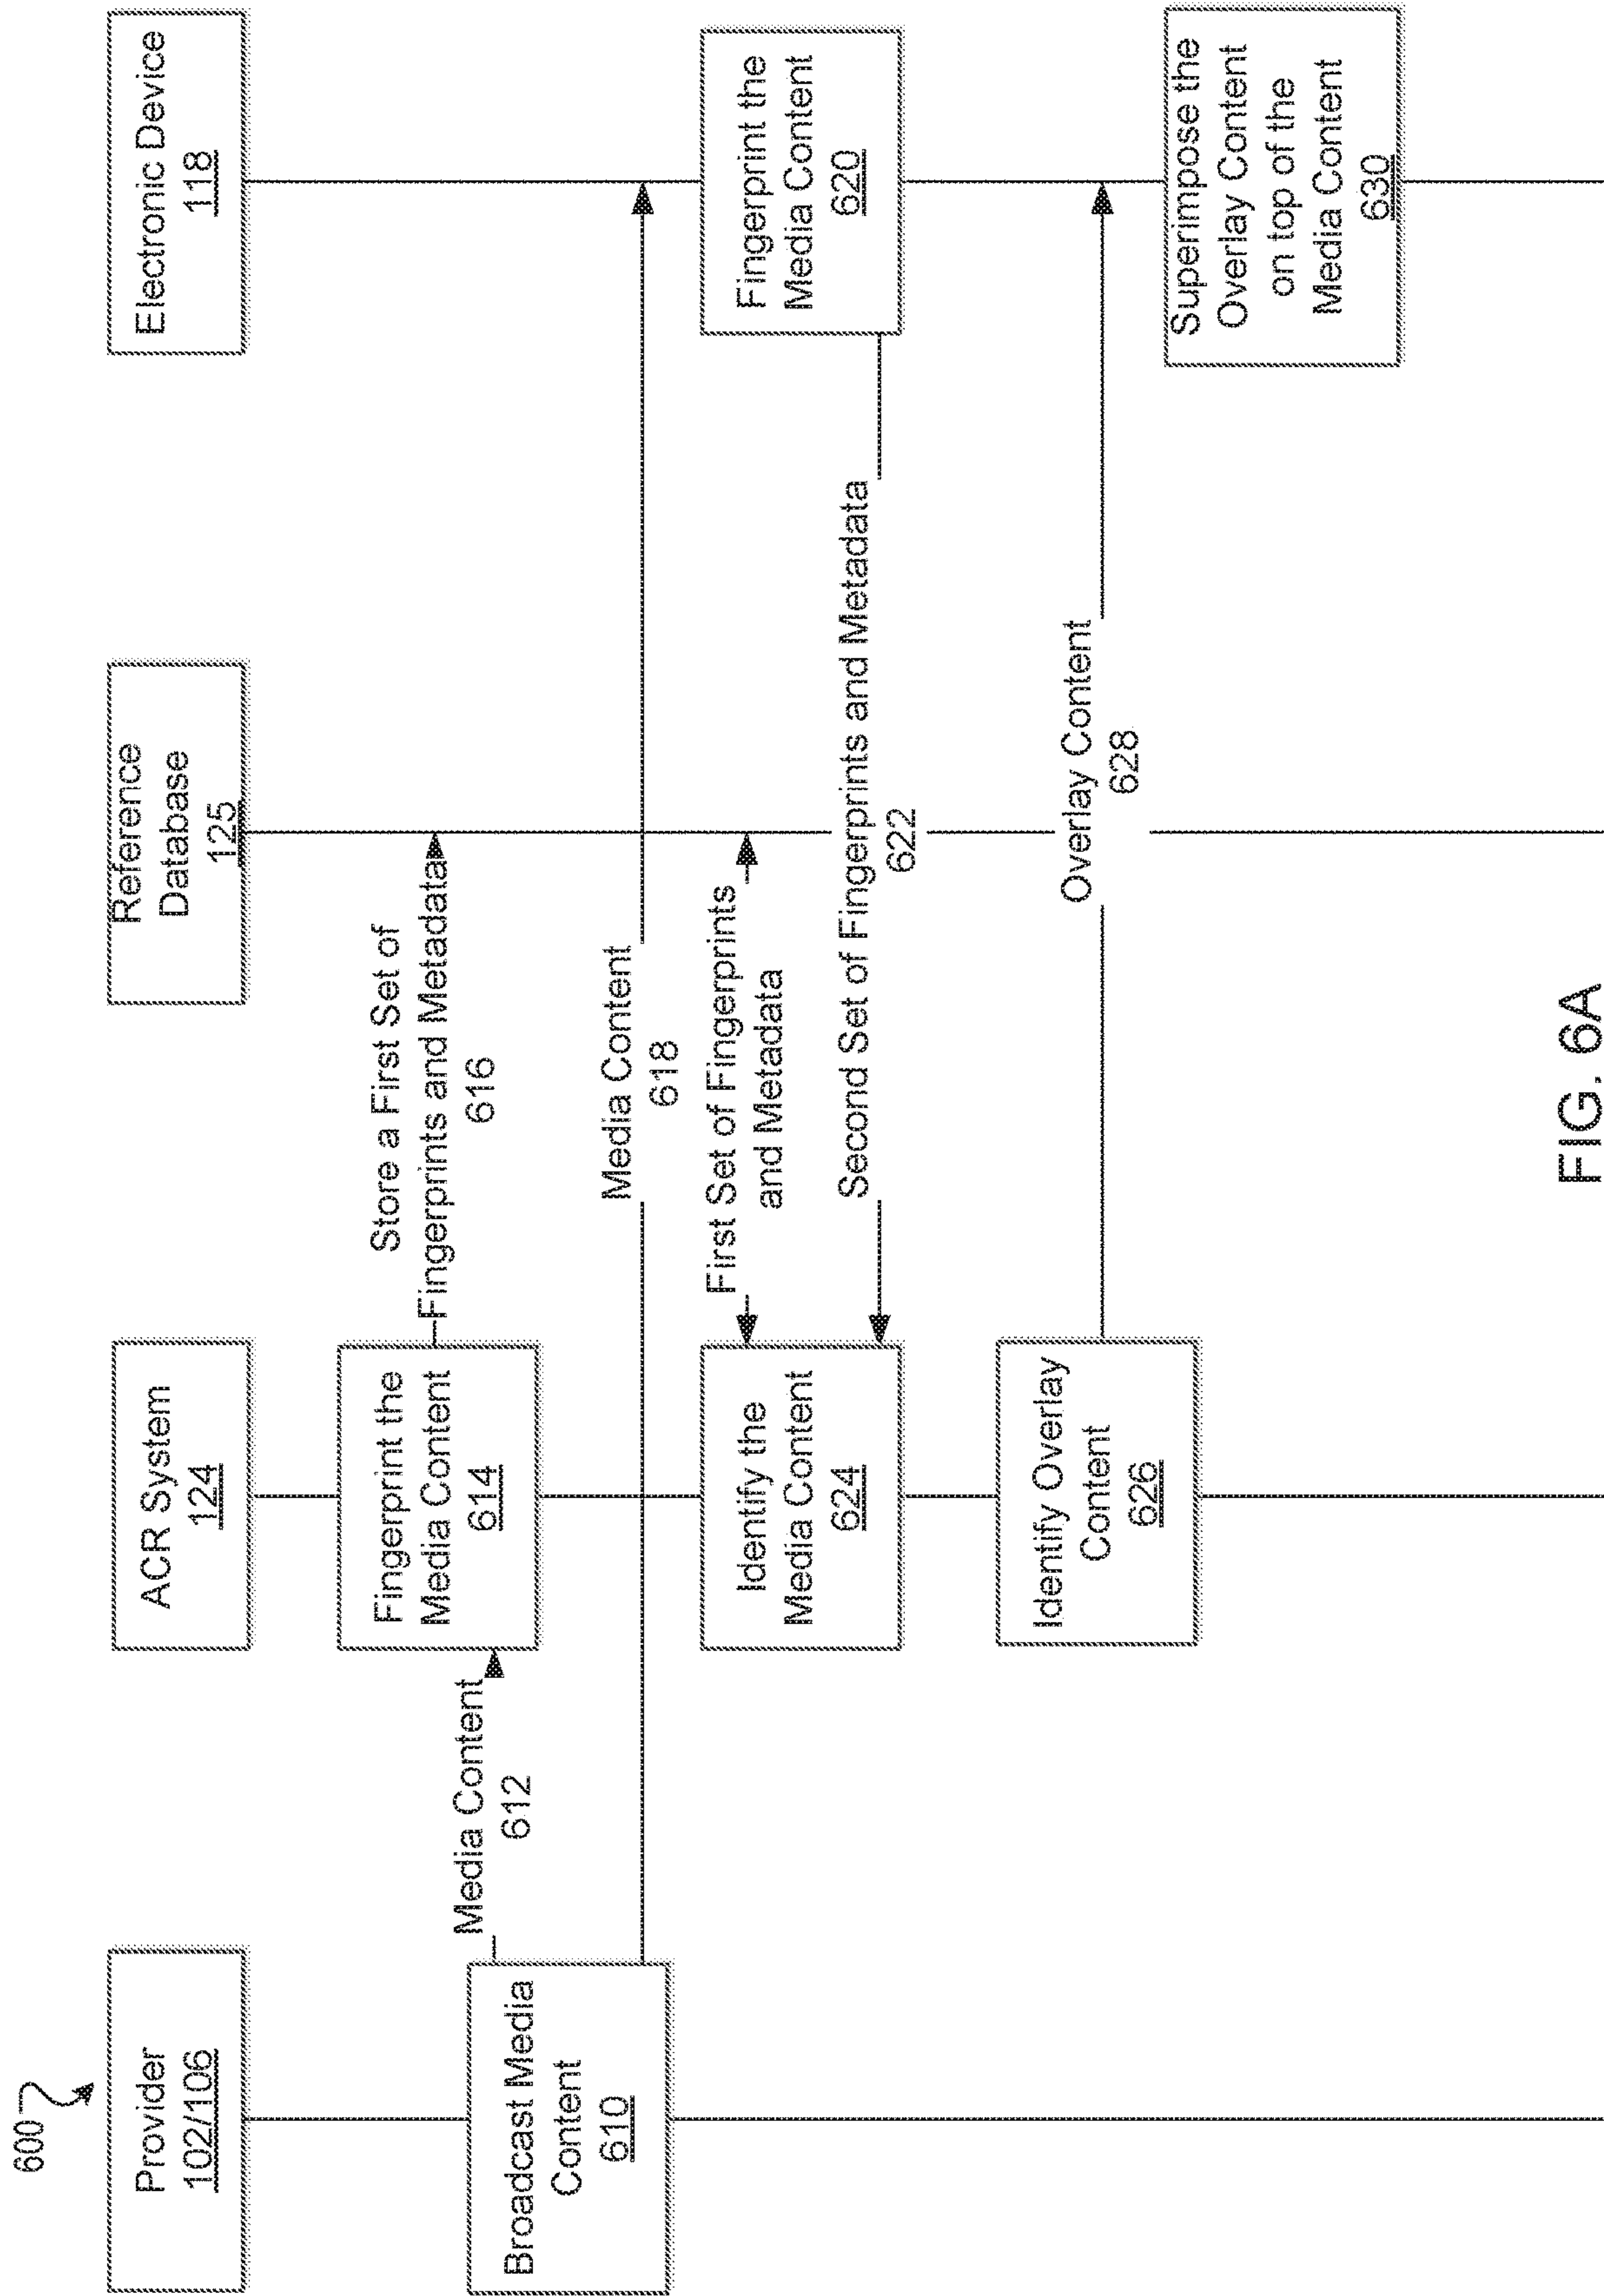 600
Provider
102/106
ACR System
124
Reference
Database
125
Electronic Device
118
Broadcast Media
Content
610
Media Content
612
Fingerprint the
Media Content
614
Store a First Set of
Fingerprints and Metadata
616
Media Content
618
Fingerprint the
Media Content
620
First Set of Fingerprints
and Metadata
Second Set of Fingerprints and Metadata
622
Identify the
Media Content
624
Identify Overlay
Content
626
Overlay Content
628
Superimpose the
Overlay Content
on top of the
Media Content
630
FIG. 6A